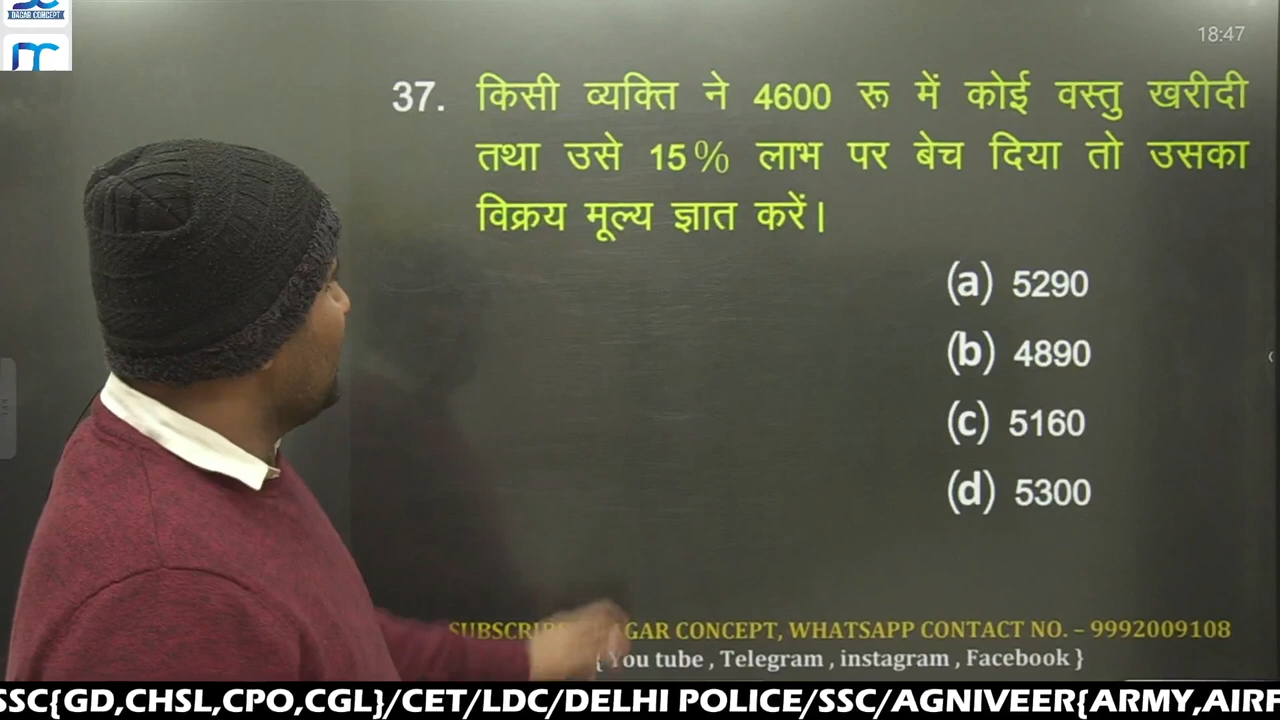 DAGAR CONCEPT
18:47
37. किसी व्यक्ति ने 4600 रू में कोई वस्तु खरीदी
तथा उसे 15% लाभ पर बेच दिया तो उसका
विक्रय मूल्य ज्ञात करें।
(a) 5290
(b) 4890
(c) 5160
(d) 5300
CONCEPT, WHATSAPP CONTACT NO. – 9992009108
{ You tube , Telegram , instagram , Facebook }
SSC{GD,CHSL,CPO,CGL}/CET/LDC/DELHI POLICE/SSC/AGNIVEER{ARMY,